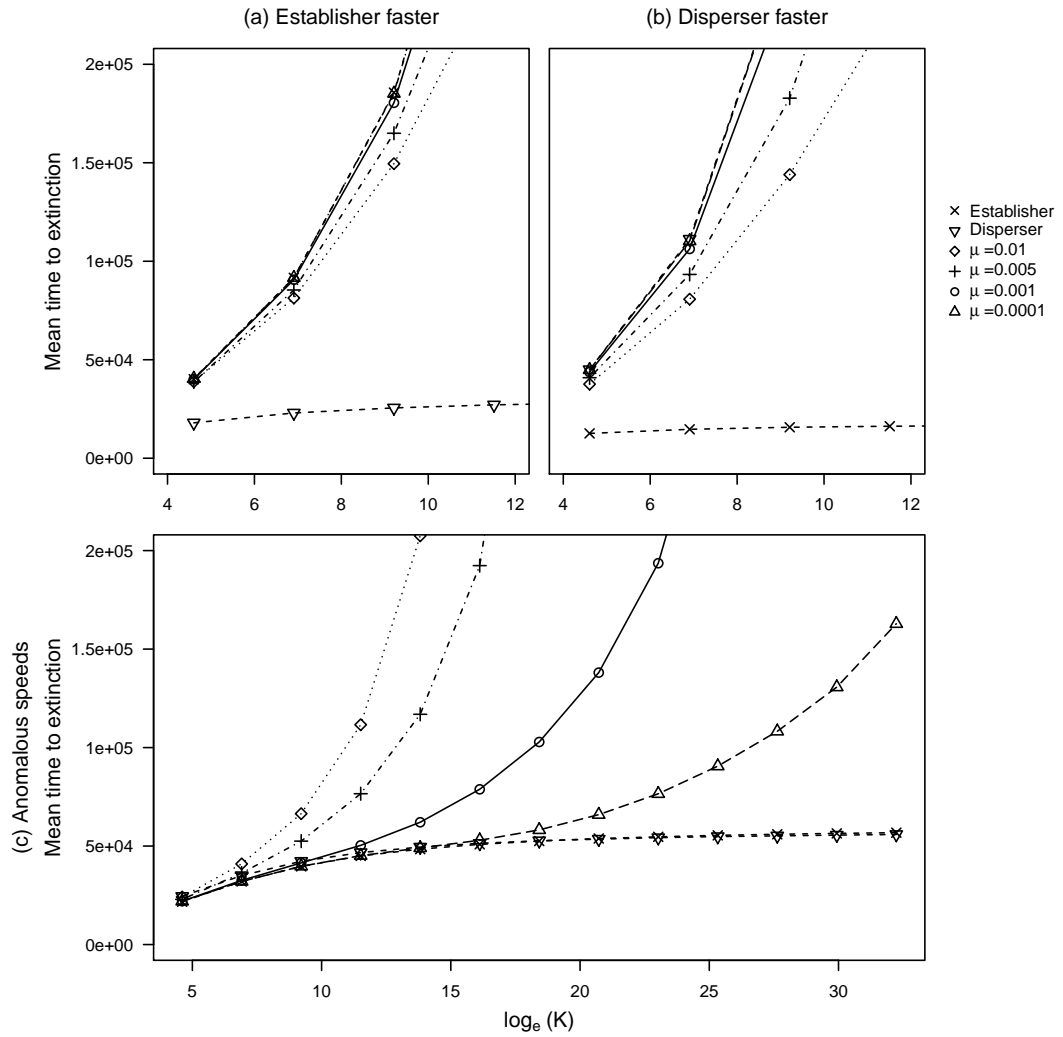 (a) Establisher faster
(b) Disperser faster
Mean time to extinction
2e+05
1.5e+05
1e+05
5e+04
0e+00
4 6 8 10 12
4 6 8 10 12
Establisher
Disperser
μ =0.01
μ =0.005
μ =0.001
μ =0.0001
(c) Anomalous speeds
Mean time to extinction
2e+05
1.5e+05
1e+05
5e+04
0e+00
5 10 15 20 25 30
logₑ (K)